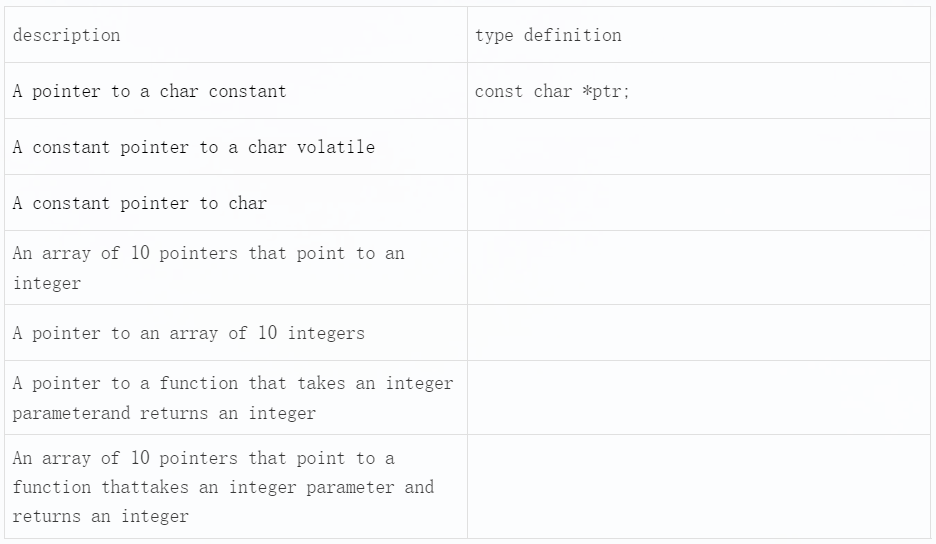 description
type definition
A pointer to a char constant
const char *ptr;
A constant pointer to a char volatile
A constant pointer to char
An array of 10 pointers that point to an
integer
A pointer to an array of 10 integers
A pointer to a function that takes an integer
parameterand returns an integer
An array of 10 pointers that point to a
function thattakes an integer parameter and
returns an integer